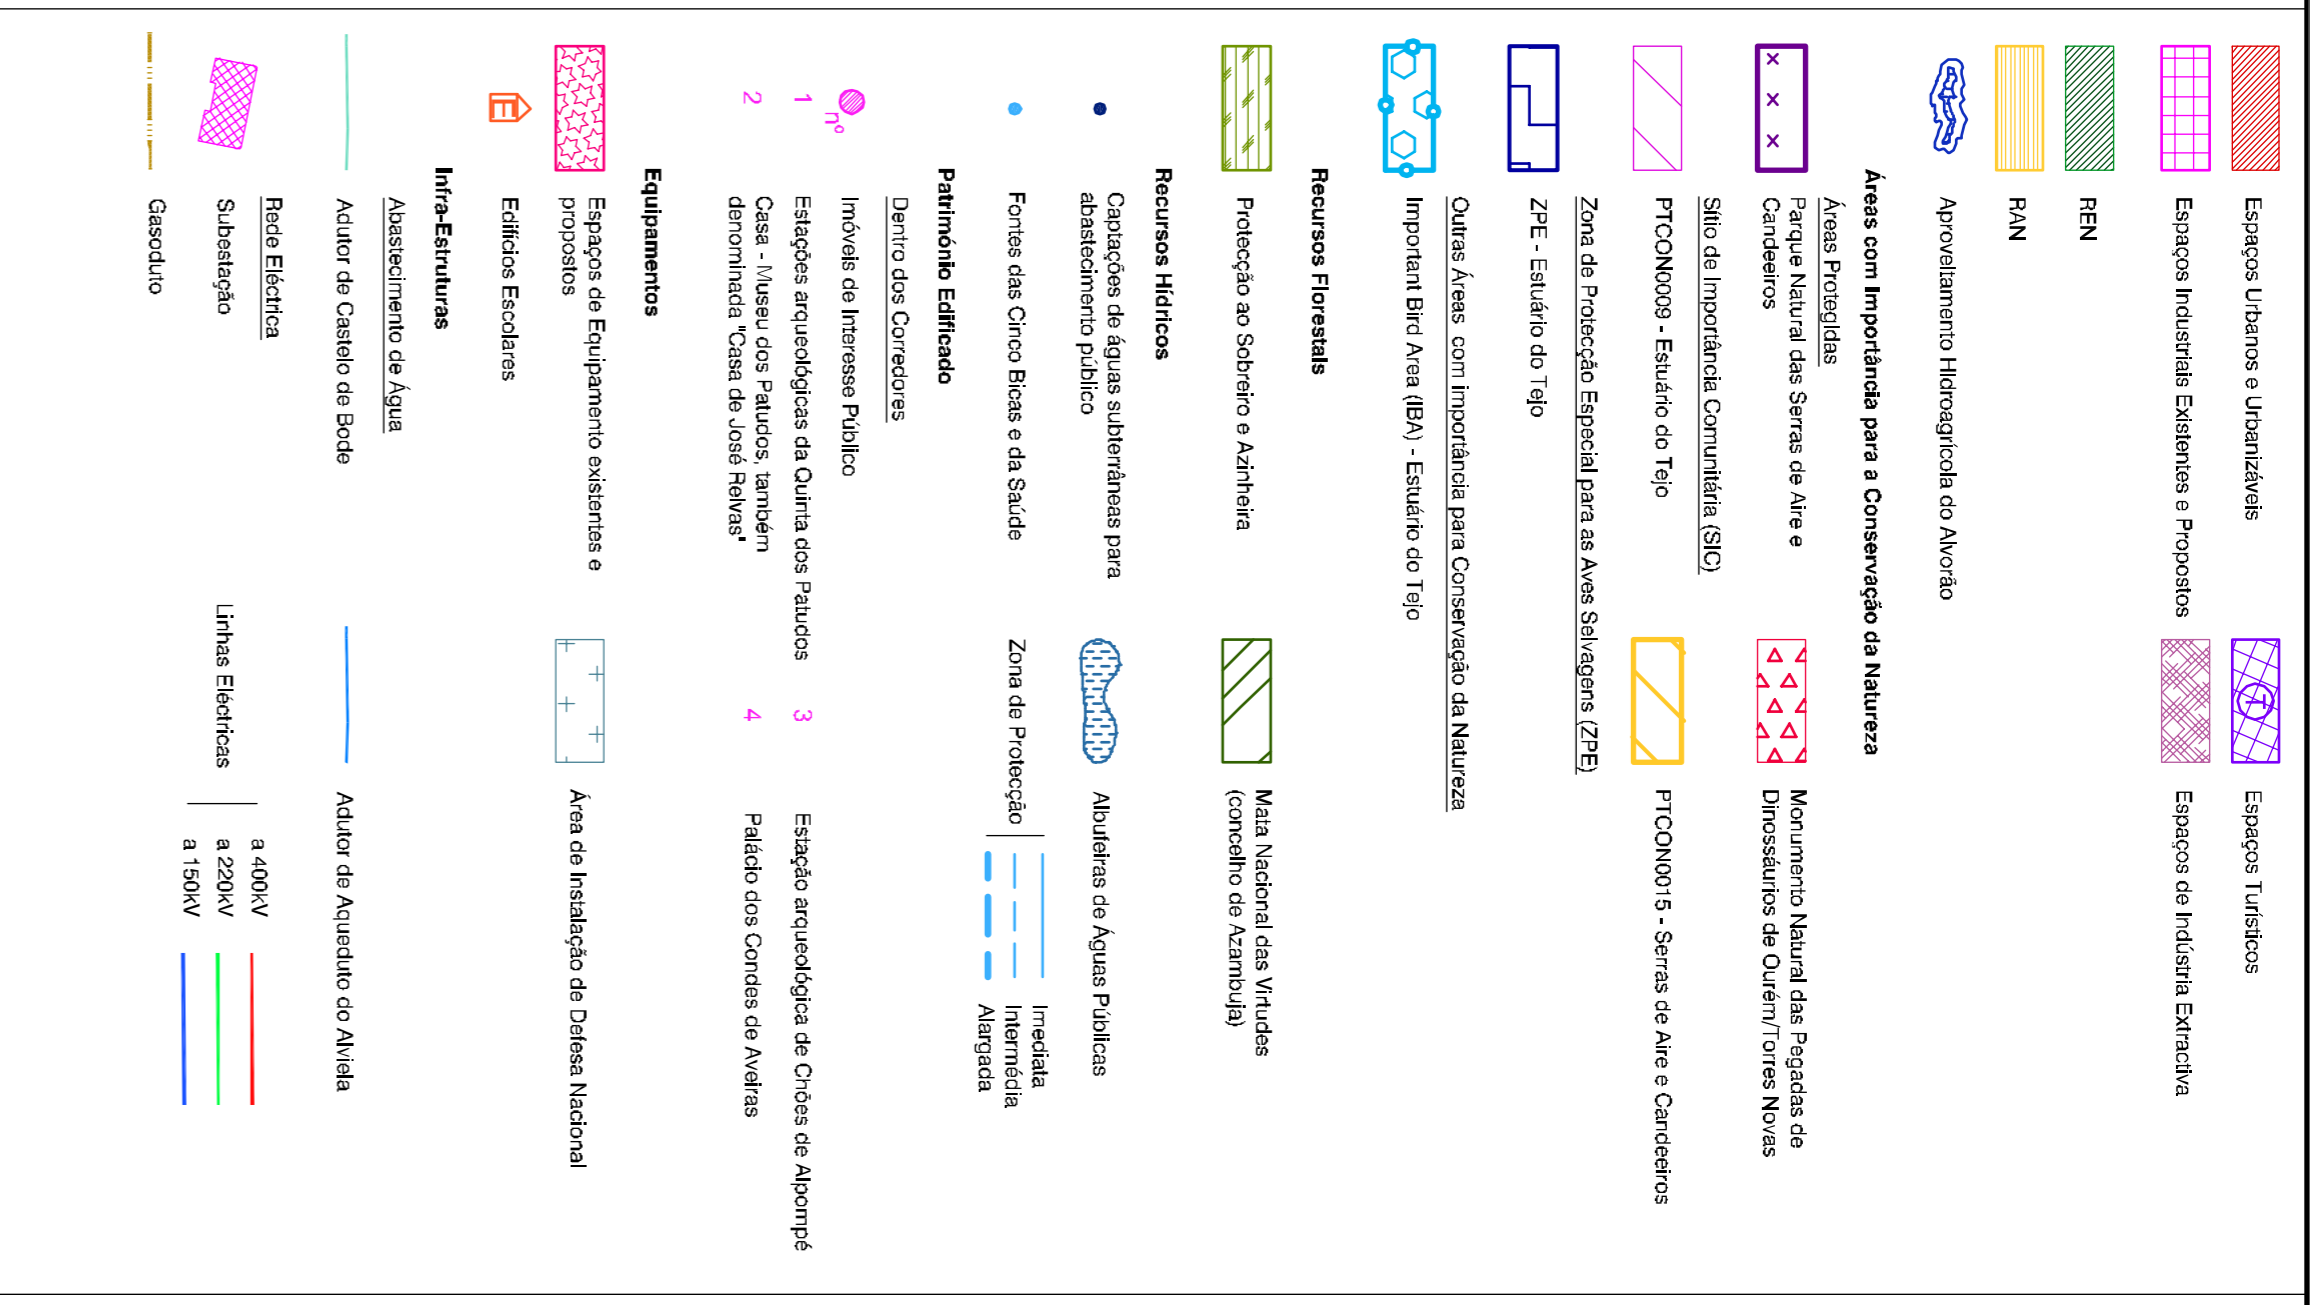 Espaços Urbanos e Urbanizáveis
Espaços Turísticos
T
Espaços Industriais Existentes e Propostos
Espaços de Indústria Extractiva
REN
RAN
Aproveitamento Hidroagrícola do Alvorão
Áreas com Importância para a Conservação da Natureza
Áreas Protegidas
Parque Natural das Serras de Aire e
Candeeiros
Monumento Natural das Pegadas de
Dinossáurios de Ourém/Torres Novas
Sítio de Importância Comunitária (SIC)
PTCON0009 - Estuário do Tejo
PTCON0015 - Serras de Aire e Candeeiros
Zona de Protecção Especial para as Aves Selvagens (ZPE)
ZPE - Estuário do Tejo
Outras Áreas com importância para Conservação da Natureza
Important Bird Area (IBA) - Estuário do Tejo
Recursos Florestais
Protecção ao Sobreiro e Azinheira
Mata Nacional das Virtudes
(concelho de Azambuja)
Recursos Hídricos
Captações de águas subterrâneas para
abastecimento público
Albufeiras de Águas Públicas
Fontes das Cinco Bicas e da Saúde
Zona de Protecção
Imediata
Intermédia
Alargada
Património Edificado
Dentro dos Corredores
nº
Imóveis de Interesse Público
1
Estações arqueológicas da Quinta dos Patudos
3
Estação arqueológica de Chões de Alpompé
2
Casa - Museu dos Patudos, também
denominada "Casa de José Relvas"
4
Palácio dos Condes de Aveiras
Equipamentos
Espaços de Equipamento existentes e
propostos
Área de Instalação de Defesa Nacional
E
Edifícios Escolares
Infra-Estruturas
Abastecimento de Água
Adutor de Castelo de Bode
Adutor de Aqueduto do Alviela
Rede Eléctrica
Subestação
Linhas Eléctricas
a 400kV
a 220kV
a 150kV
Gasoduto